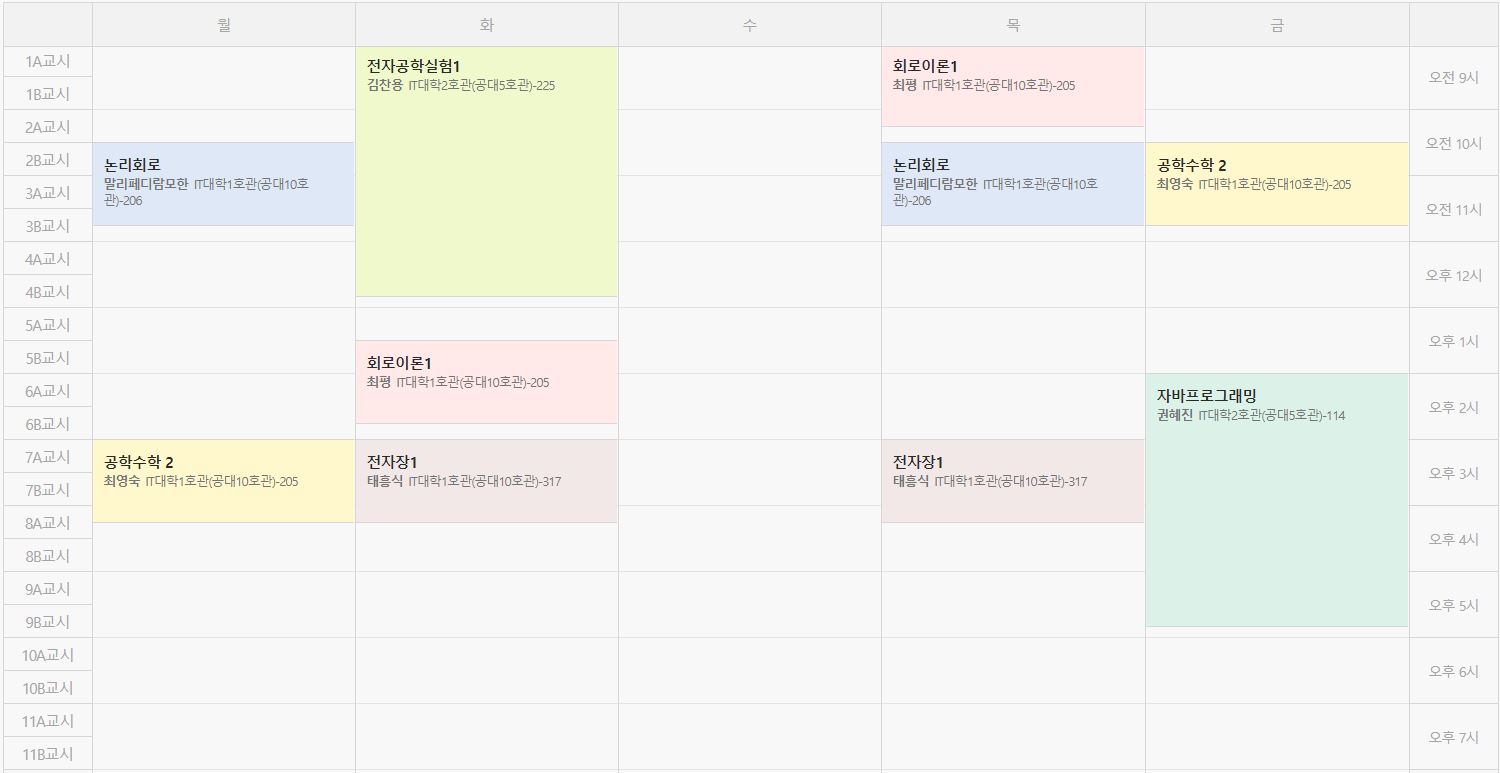 월 화 수 목 금
1A교시
전자공학실험1
김찬용 IT대학2호관(공대5호관)-225
회로이론1
최평 IT대학1호관(공대10호관)-205
오전 9시
1B교시
2A교시
오전 10시
2B교시
논리회로
말리페디람모한 IT대학1호관(공대10호
관)-206
논리회로
말리페디람모한 IT대학1호관(공대10호
관)-206
공학수학 2
최영숙 IT대학1호관(공대10호관)-205
3A교시
오전 11시
3B교시
4A교시
오후 12시
4B교시
5A교시
오후 1시
5B교시
회로이론1
최평 IT대학1호관(공대10호관)-205
6A교시
자바프로그래밍
권혜진 IT대학2호관(공대5호관)-114
오후 2시
6B교시
7A교시
공학수학 2
최영숙 IT대학1호관(공대10호관)-205
전자장1
태흥식 IT대학1호관(공대10호관)-317
전자장1
태흥식 IT대학1호관(공대10호관)-317
오후 3시
7B교시
8A교시
오후 4시
8B교시
9A교시
오후 5시
9B교시
10A교시
오후 6시
10B교시
11A교시
오후 7시
11B교시